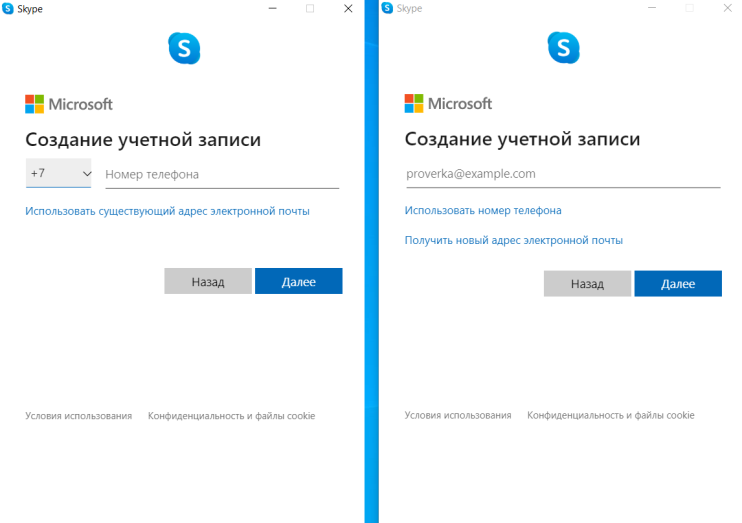 Skype
Microsoft
Создание учетной записи
+7
Номер телефона
Использовать существующий адрес электронной почты
Назад
Далее
Условия использования
Конфиденциальность и файлы cookie
Skype
Microsoft
Создание учетной записи
proverka@example.com
Использовать номер телефона
Получить новый адрес электронной почты
Назад
Далее
Условия использования
Конфиденциальность и файлы cookie